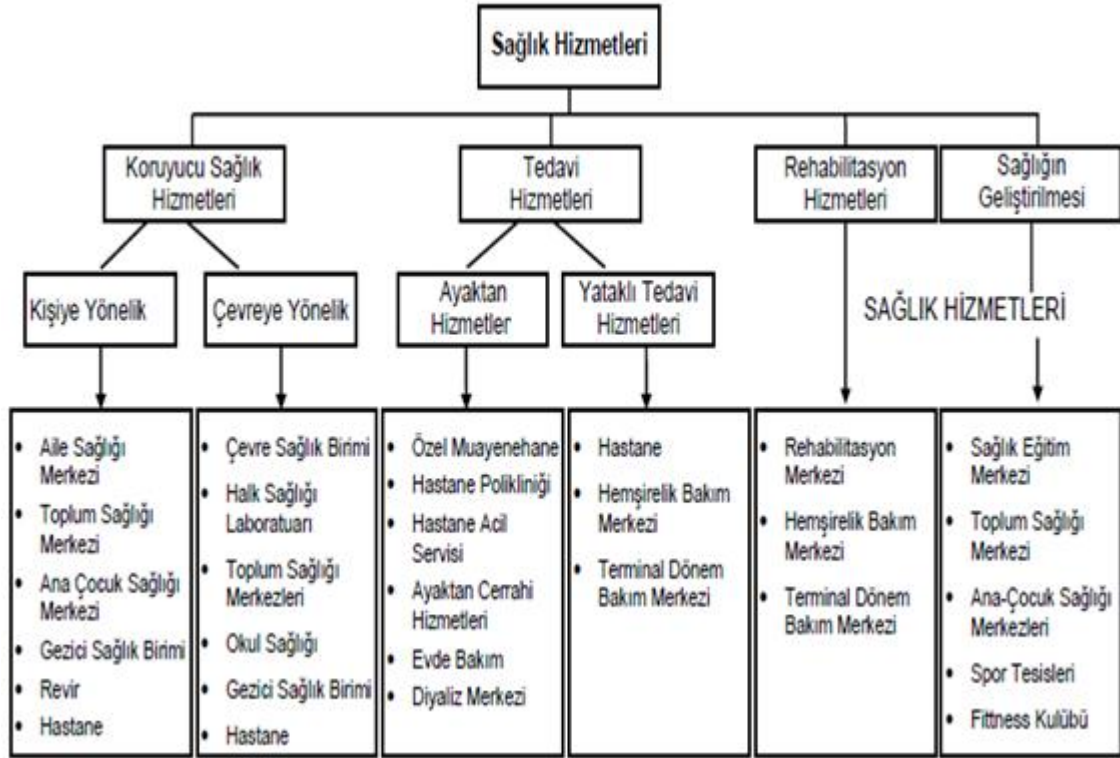 Sağlık Hizmetleri
Koruyucu Sağlık
Hizmetleri
Tedavi
Hizmetleri
Rehabilitasyon
Hizmetleri
Sağlığın
Geliştirilmesi
Kişiye Yönelik
Çevreye Yönelik
Ayaktan
Hizmetler
Yataklı Tedavi
Hizmetleri
SAĞLIK HİZMETLERİ
• Aile Sağlığı
Merkezi
• Toplum Sağlığı
Merkezi
• Ana Çocuk Sağlığı
Merkezi
• Gezici Sağlık Birimi
• Revir
• Hastane
• Çevre Sağlık Birimi
• Halk Sağlığı
Laboratuarı
• Toplum Sağlığı
Merkezleri
• Okul Sağlığı
• Gezici Sağlık Birimi
• Hastane
• Özel Muayenehane
• Hastane Polikliniği
• Hastane Acil
Servisi
• Ayaktan Cerrahi
Hizmetleri
• Evde Bakım
• Diyaliz Merkezi
• Hastane
• Hemşirelik Bakım
Merkezi
• Terminal Dönem
Bakım Merkezi
• Rehabilitasyon
Merkezi
• Hemşirelik Bakım
Merkezi
• Terminal Dönem
Bakım Merkezi
• Sağlık Eğitim
Merkezi
• Toplum Sağlığı
Merkezi
• Ana-Çocuk Sağlığı
Merkezleri
• Spor Tesisleri
• Fittness Kulübü